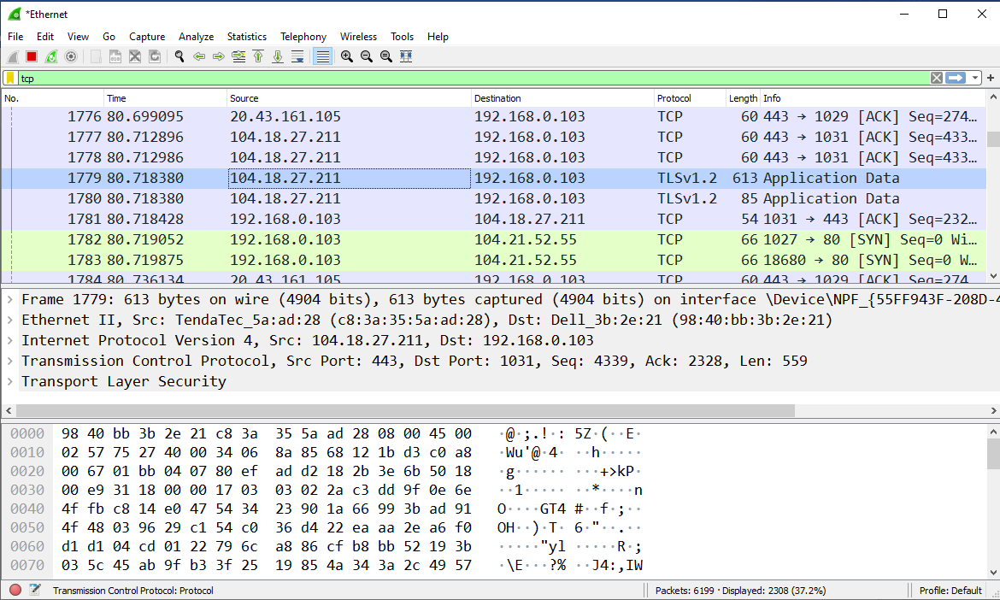 *Ethernet
File Edit View Go Capture Analyze Statistics Telephony Wireless Tools Help
tcp
No. Time Source Destination Protocol Length Info
1776 80.699095 20.43.161.105 192.168.0.103 TCP 60 443 → 1029 [ACK] Seq=274…
1777 80.712896 104.18.27.211 192.168.0.103 TCP 60 443 → 1031 [ACK] Seq=433…
1778 80.712986 104.18.27.211 192.168.0.103 TCP 60 443 → 1031 [ACK] Seq=433…
1779 80.718380 104.18.27.211 192.168.0.103 TLSv1.2 613 Application Data
1780 80.718380 104.18.27.211 192.168.0.103 TLSv1.2 85 Application Data
1781 80.718428 192.168.0.103 104.18.27.211 TCP 54 1031 → 443 [ACK] Seq=232…
1782 80.719052 192.168.0.103 104.21.52.55 TCP 66 1027 → 80 [SYN] Seq=0 Wi…
1783 80.719875 192.168.0.103 104.21.52.55 TCP 66 18680 → 80 [SYN] Seq=0 W…
1784 80.736134 20.43.161.105 192.168.0.103 TCP 60 443 → 1029 [ACK] Seq=274…
Frame 1779: 613 bytes on wire (4904 bits), 613 bytes captured (4904 bits) on interface \Device\NPF_{55FF943F-208D-4
Ethernet II, Src: TendaTec_5a:ad:28 (c8:3a:35:5a:ad:28), Dst: Dell_3b:2e:21 (98:40:bb:3b:2e:21)
Internet Protocol Version 4, Src: 104.18.27.211, Dst: 192.168.0.103
Transmission Control Protocol, Src Port: 443, Dst Port: 1031, Seq: 4339, Ack: 2328, Len: 559
Transport Layer Security
0000 98 40 bb 3b 2e 21 c8 3a 35 5a ad 28 08 00 45 00 ·@·;.!·: 5Z·(··E·
0010 02 57 75 27 40 00 34 06 8a 85 68 12 1b d3 c0 a8 ·Wu'@·4· ··h·····
0020 00 67 01 bb 04 07 80 ef ad d2 18 2b 3e 6b 50 18 ·g······ ···+>kP·
0030 00 e9 31 18 00 00 17 03 03 02 2a c3 dd 9f 0e 6e ··1····· ··*····n
0040 4f fb c8 14 e0 47 54 34 23 90 1a 66 99 3b ad 91 O····GT4 #··f·;··
0050 4f 48 03 96 29 c1 54 c0 36 d4 22 ea aa 2e a6 f0 OH··)·T· 6·"··.··
0060 d1 d1 04 cd 01 22 79 6c a8 86 cf b8 bb 52 19 3b ·····"yl ·····R·;
0070 03 5c 45 ab 9f b3 3f 25 19 85 4a 34 3a 2c 49 57 ·\E···?% ··J4:,IW
Transmission Control Protocol: Protocol Packets: 6199 · Displayed: 2308 (37.2%) Profile: Default